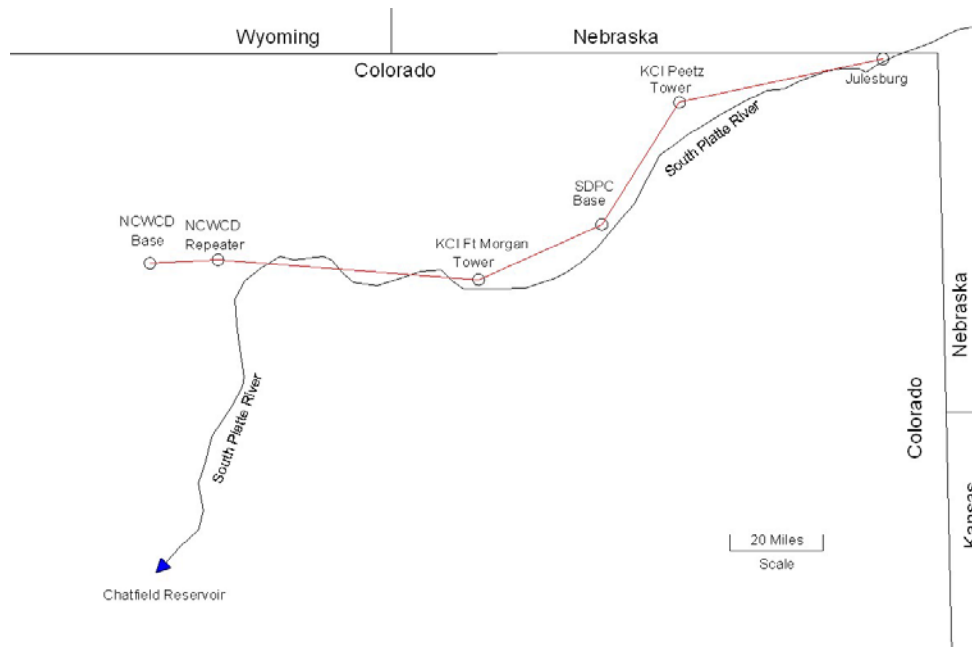 Wyoming
Nebraska
Colorado
KCI Peetz
Tower
Julesburg
South Platte River
SDPC
Base
NCWCD
Base
NCWCD
Repeater
KCI Ft Morgan
Tower
Nebraska
Colorado
South Platte River
Kansas
20 Miles
Scale
Chatfield Reservoir